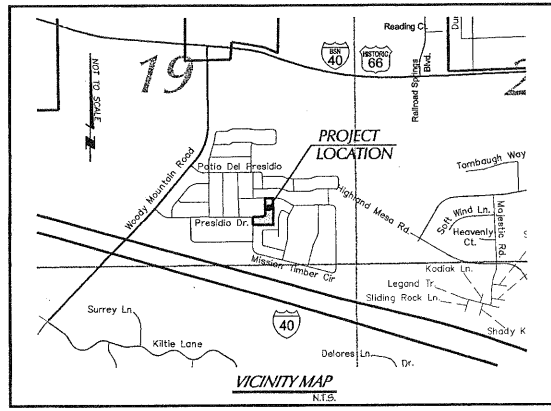 Reading Ct.
BSN
40
HISTORIC
66
Railroad Springs
Blvd.
19
NOT TO SCALE
N
PROJECT
LOCATION
Patio Del Presidio
Woody Mountain Road
Presidio Dr.
Highland Mesa Rd.
Tombaugh Way
Soft Wind Ln.
Majestic Rd.
Heavenly
Ct.
Mission Timber Cir
Kodiak Ln.
Legend Tr.
Sliding Rock Ln.
Shady K
Surrey Ln.
40
Kiltie Lane
Delores Ln.
Dr.
VICINITY MAP
N.T.S.